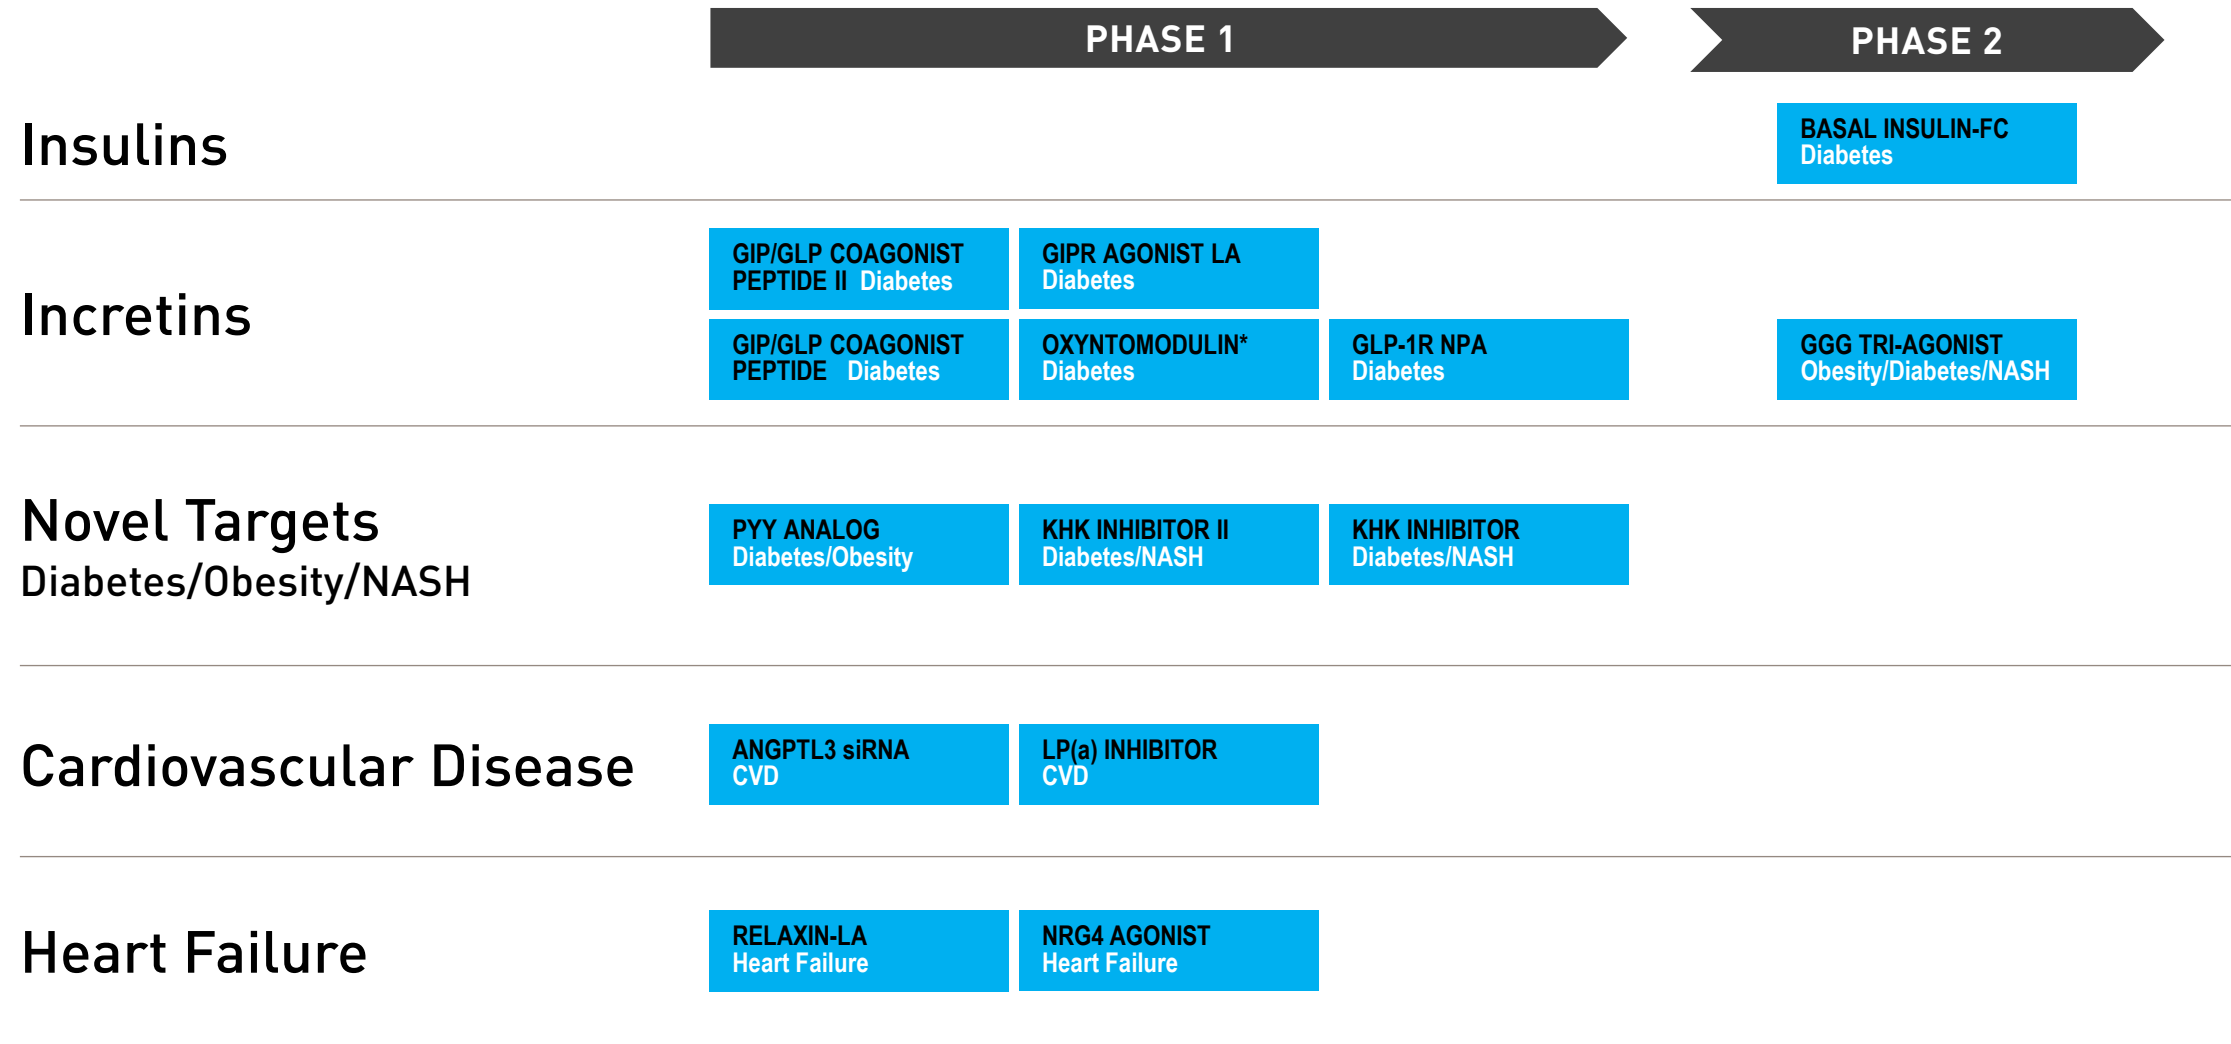 PHASE 1
PHASE 2
Insulins
BASAL INSULIN-FC
Diabetes
Incretins
GIP/GLP COAGONIST
PEPTIDE II Diabetes
GIPR AGONIST LA
Diabetes
GIP/GLP COAGONIST
PEPTIDE Diabetes
OXYNTOMODULIN*
Diabetes
GLP-1R NPA
Diabetes
GGG TRI-AGONIST
Obesity/Diabetes/NASH
Novel Targets
Diabetes/Obesity/NASH
PYY ANALOG
Diabetes/Obesity
KHK INHIBITOR II
Diabetes/NASH
KHK INHIBITOR
Diabetes/NASH
Cardiovascular Disease
ANGPTL3 siRNA
CVD
LP(a) INHIBITOR
CVD
Heart Failure
RELAXIN-LA
Heart Failure
NRG4 AGONIST
Heart Failure